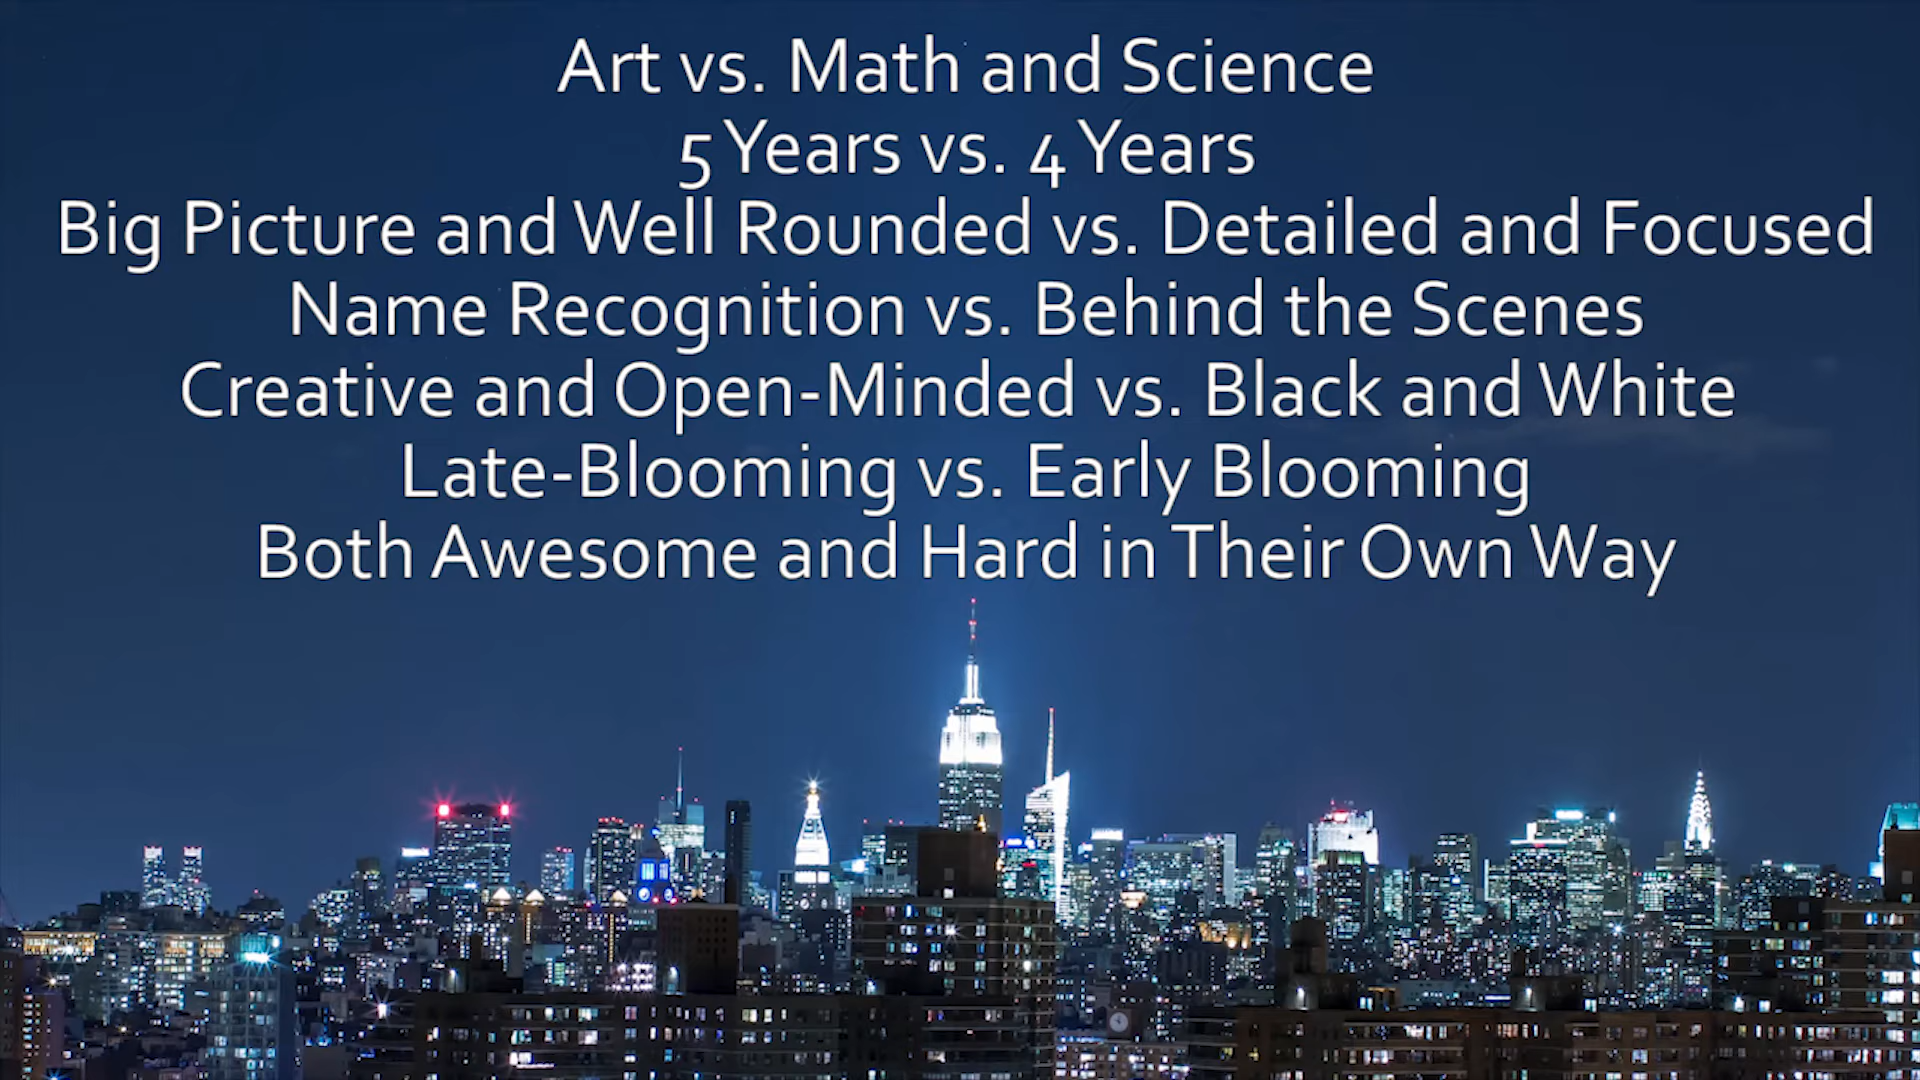 Art vs. Math and Science
5 Years vs. 4 Years
Big Picture and Well Rounded vs. Detailed and Focused
Name Recognition vs. Behind the Scenes
Creative and Open-Minded vs. Black and White
Late-Blooming vs. Early Blooming
Both Awesome and Hard in Their Own Way